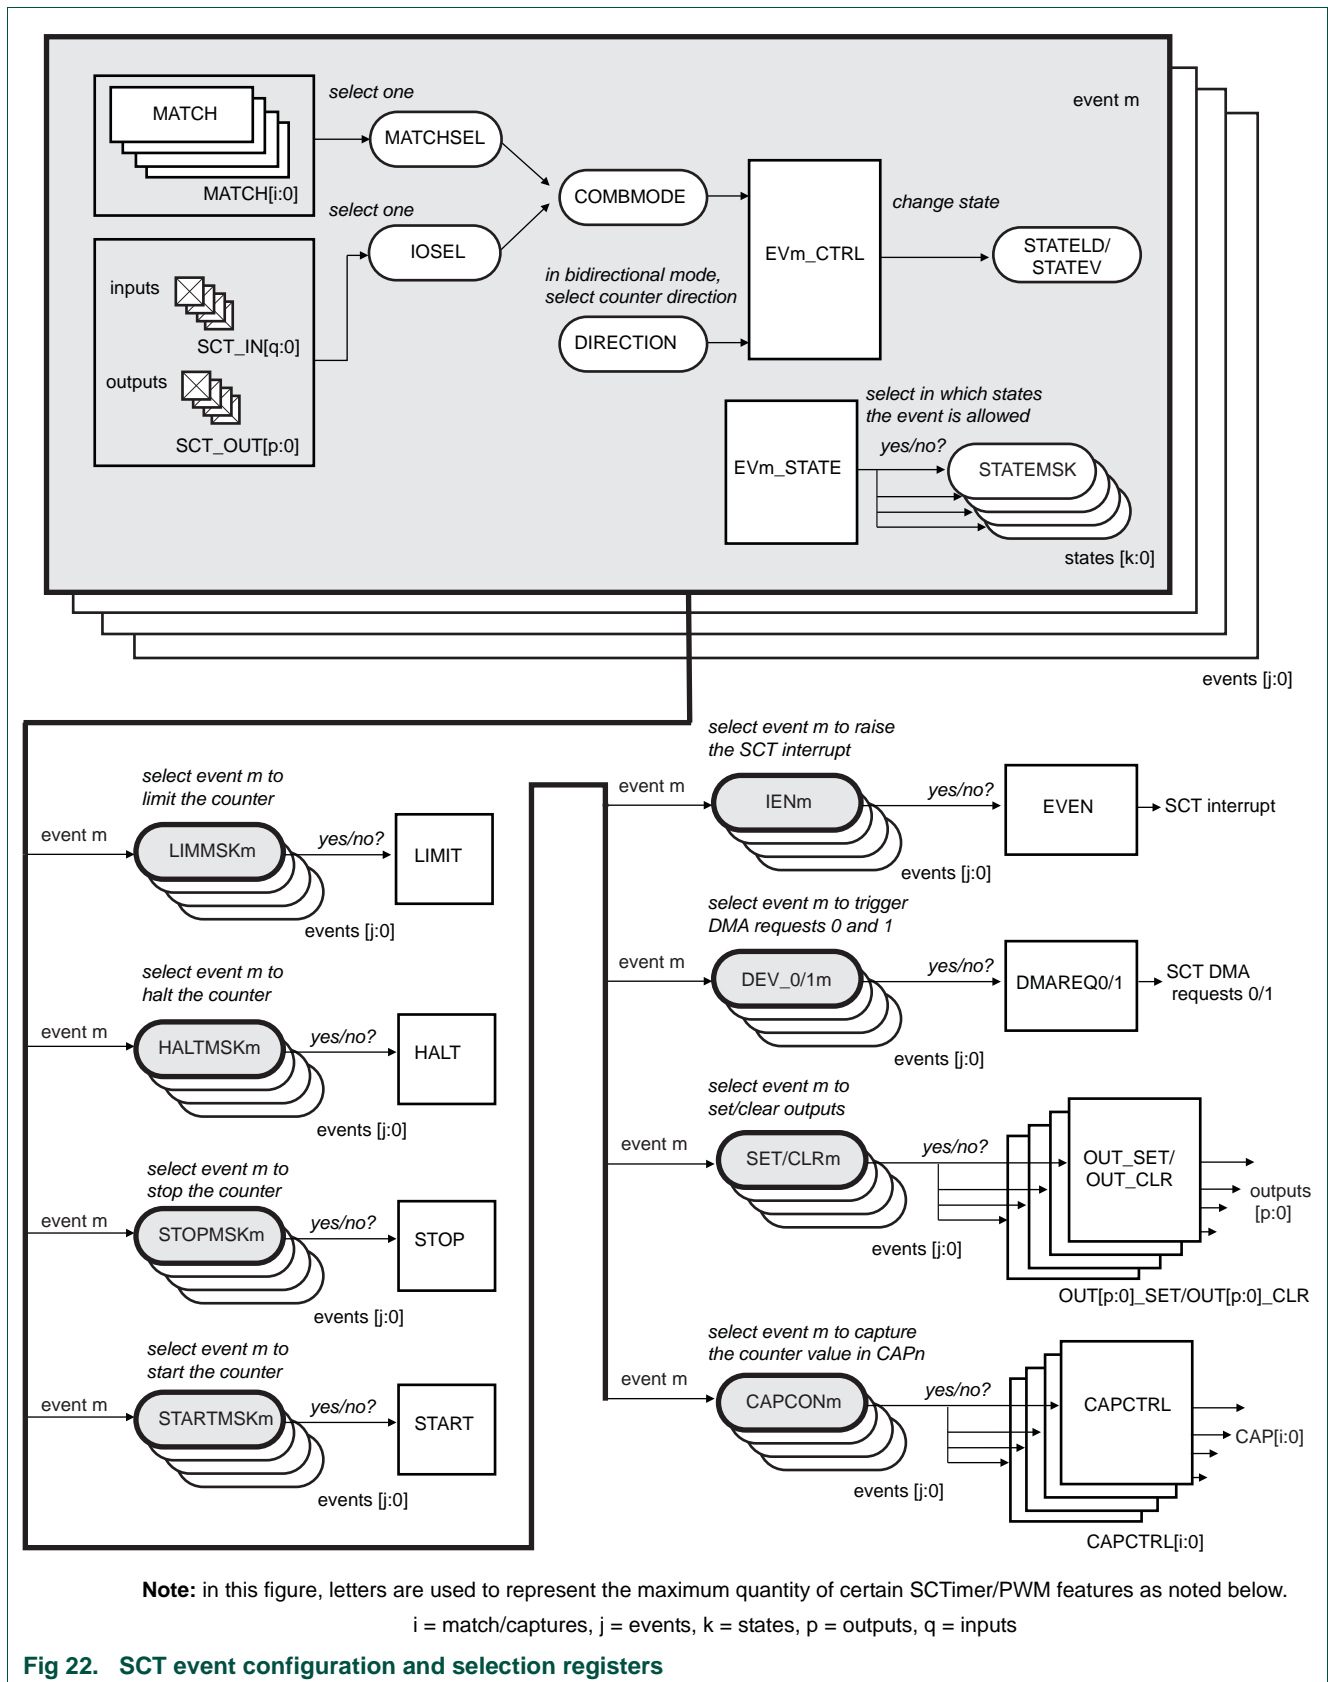 event m
select one
MATCH
MATCHSEL
MATCH[i:0]
select one
IOSEL
COMBMODE
inputs
SCT_IN[q:0]
outputs
SCT_OUT[p:0]
in bidirectional mode,
select counter direction
DIRECTION
EVm_CTRL
change state
STATELD/
STATEV
select in which states
the event is allowed
yes/no?
EVm_STATE
STATEMSK
states [k:0]
events [j:0]
select event m to
limit the counter
event m
LIMMSKm
yes/no?
LIMIT
events [j:0]
select event m to
halt the counter
event m
HALTMSKm
yes/no?
HALT
events [j:0]
select event m to
stop the counter
event m
STOPMSKm
yes/no?
STOP
events [j:0]
select event m to
start the counter
event m
STARTMSKm
yes/no?
START
events [j:0]
select event m to raise
the SCT interrupt
event m
IENm
yes/no?
EVEN
SCT interrupt
events [j:0]
select event m to trigger
DMA requests 0 and 1
event m
DEV_0/1m
yes/no?
DMAREQ0/1
SCT DMA
requests 0/1
events [j:0]
select event m to
set/clear outputs
event m
SET/CLRm
yes/no?
OUT_SET/
OUT_CLR
outputs
[p:0]
events [j:0]
OUT[p:0]_SET/OUT[p:0]_CLR
select event m to capture
the counter value in CAPn
event m
CAPCONm
yes/no?
CAPCTRL
CAP[i:0]
events [j:0]
CAPCTRL[i:0]
Note: in this figure, letters are used to represent the maximum quantity of certain SCTimer/PWM features as noted below.
i = match/captures, j = events, k = states, p = outputs, q = inputs
Fig 22. SCT event configuration and selection registers